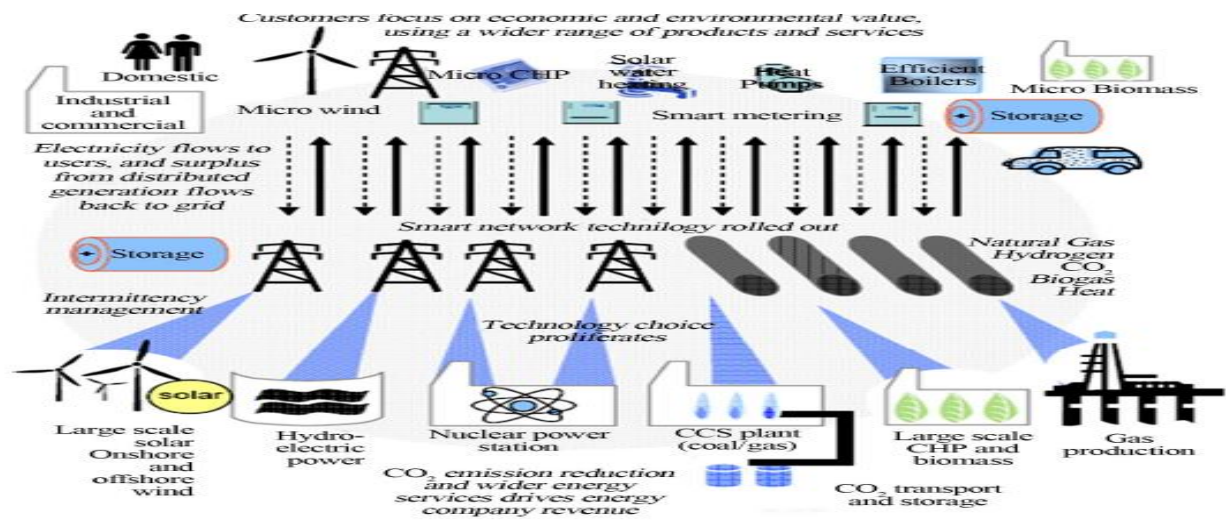 Customers focus on economic and environmental value,
using a wider range of products and services
Domestic
Industrial
and
commercial
Micro wind
Micro CHP
Solar
water
heating
Heat
Pumps
Efficient
Boilers
Micro Biomass
Smart metering
Storage
Electricity flows to
users, and surplus
from distributed
generation flows
back to grid
Smart network technilogy rolled out
Storage
Natural Gas
Hydrogen
CO2
Biogas
Heat
Intermittency
management
Technology choice
proliferates
solar
Large scale
solar
Onshore
and
offshore
wind
Hydro-
electric
power
Nuclear power
station
CCS plant
(coal/gas)
Large scale
CHP and
biomass
Gas
production
CO2 emission reduction
and wider energy
services drives energy
company revenue
CO2 transport
and storage